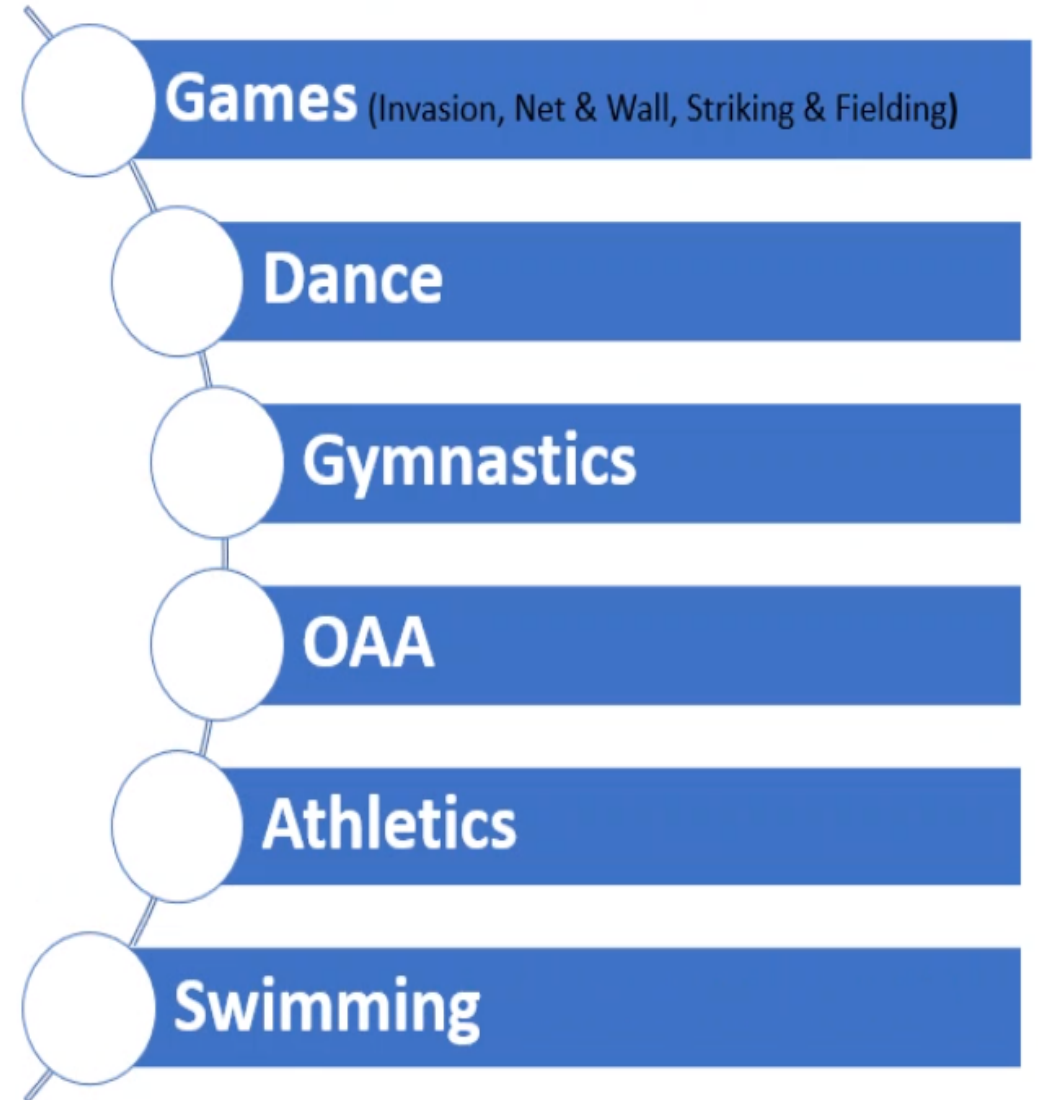 Games (Invasion, Net & Wall, Striking & Fielding)
Dance
Gymnastics
OAA
Athletics
Swimming